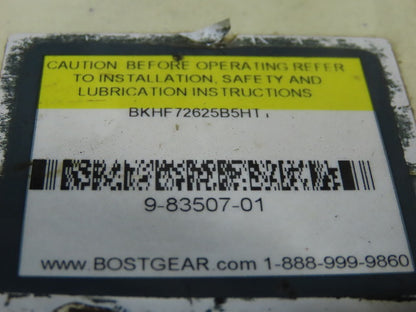 CAUTION BEFORE OPERATING REFER
TO INSTALLATION, SAFETY AND
LUBRICATION INSTRUCTIONS
BKHF72625B5HT
9-83507-01
www.BOSTGEAR.com 1-888-999-9860